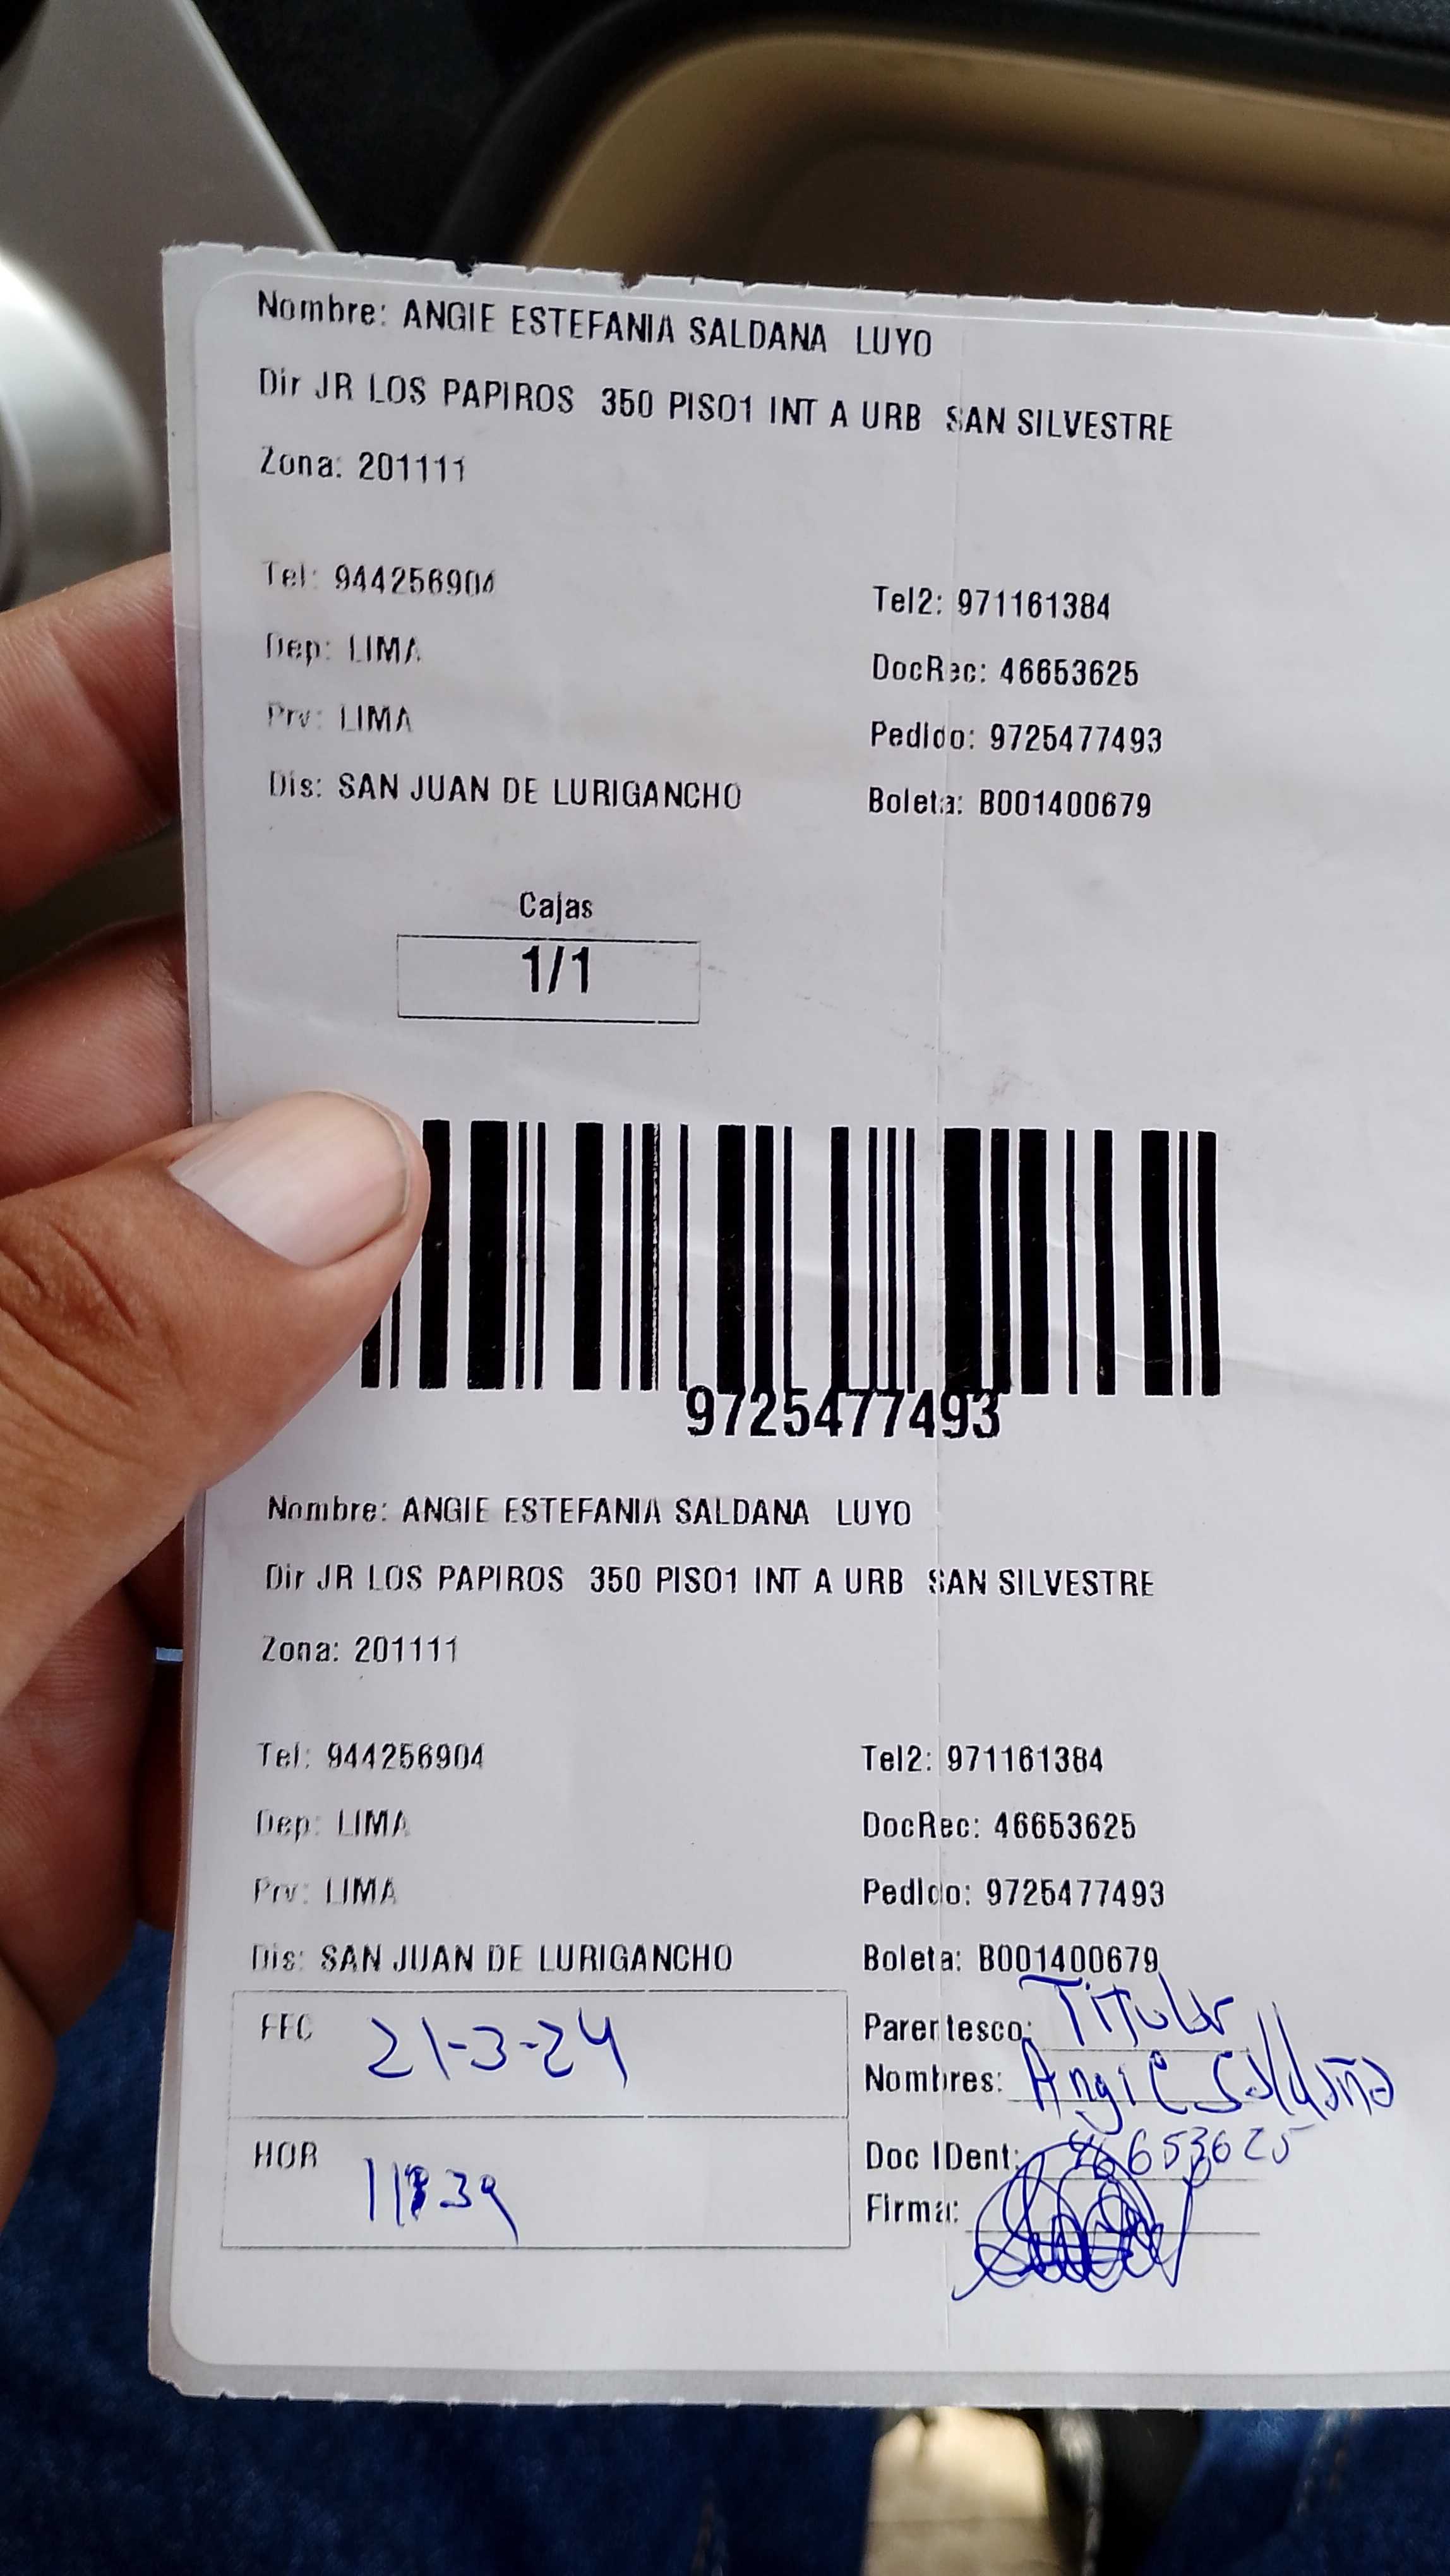 Nombre: ANGIE ESTEFANIA SALDANA LUYO
Dir JR LOS PAPIROS 350 PISO1 INT A URB SAN SILVESTRE
Zona: 201111
Tel: 944256904 Tel2: 971161384
Dep: LIMA DocRec: 46653625
Prv: LIMA Pedido: 9725477493
Dis: SAN JUAN DE LURIGANCHO Boleta: B001400679
Cajas
1/1
9725477493
Nombre: ANGIE ESTEFANIA SALDANA LUYO
Dir JR LOS PAPIROS 350 PISO1 INT A URB SAN SILVESTRE
Zona: 201111
Tel: 944256904 Tel2: 971161384
Dep: LIMA DocRec: 46653625
Prv: LIMA Pedido: 9725477493
Dis: SAN JUAN DE LURIGANCHO Boleta: B001400679
FEC 21-3-24 Parentesco: Titular
Nombres: Angie Saldaña
HOR Doc IDent: 46653625
Firma: